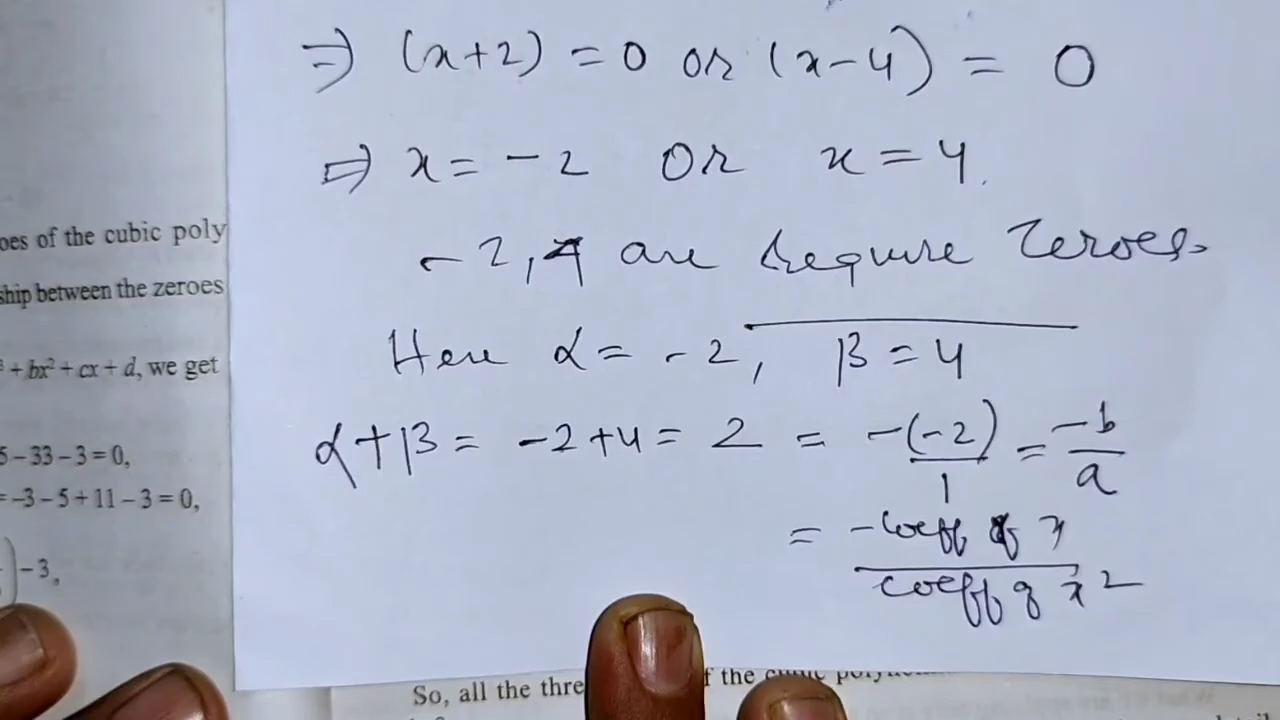 ⇒ (x+2) = 0 or (x-4) = 0
⇒ x = -2 or x = 4.
-2, 4 are require zeroes.
Here α = -2, β = 4
α+β = -2+4 = 2 = -(-2)/1 = -b/a
= -coeff of x / coeff of x²
oes of the cubic poly
ship between the zeroes
+ bx² + cx + d, we get
5 – 33 – 3 = 0,
= –3 – 5 + 11 – 3 = 0,
) – 3,
So, all the thre f the cubic polyn